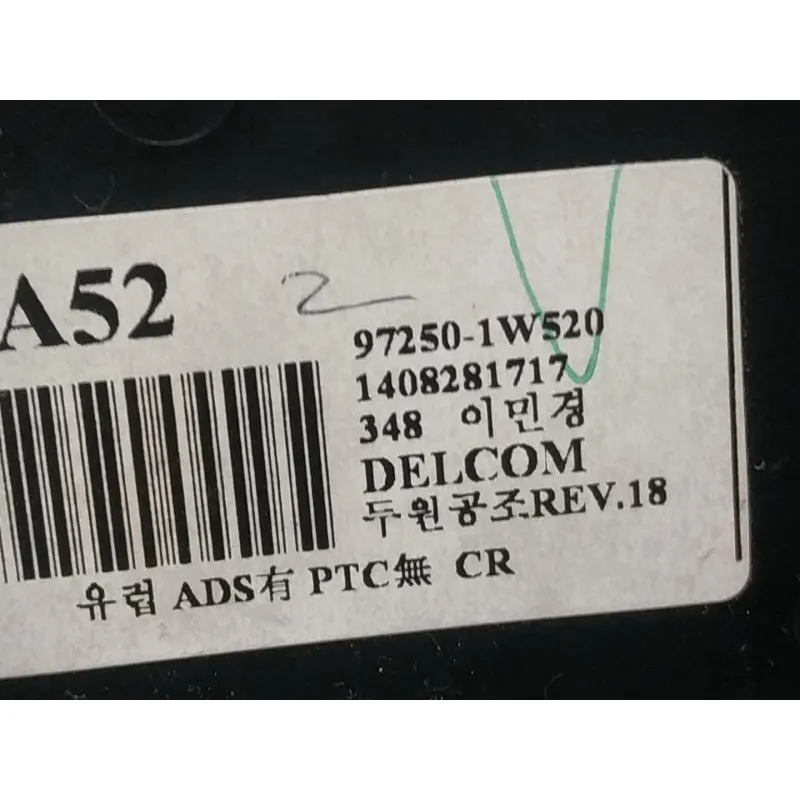 A52
2
97250-1W520
1408281717
348 이민경
DELCOM
두원공조REV.18
유럽 ADS有 PTC無 CR